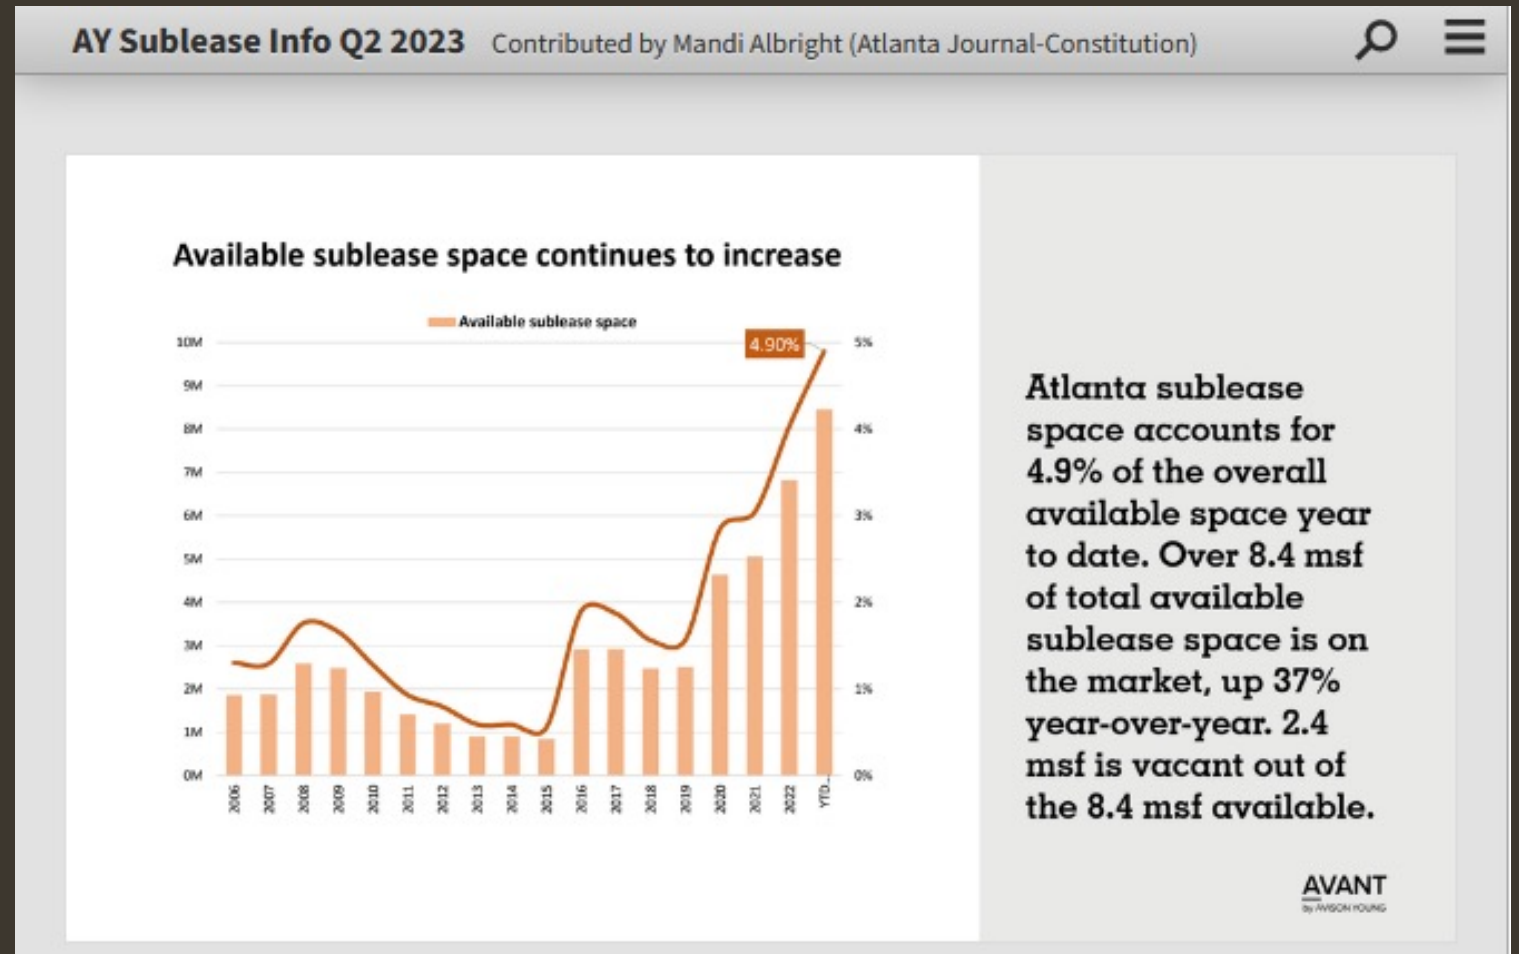 AY Sublease Info Q2 2023 Contributed by Mandi Albright (Atlanta Journal-Constitution)
Available sublease space continues to increase
Available sublease space
10M
9M
8M
7M
6M
5M
4M
3M
2M
1M
0M
4.90%
5%
4%
3%
2%
1%
0%
2006
2007
2008
2009
2010
2011
2012
2013
2014
2015
2016
2017
2018
2019
2020
2021
2022
YTD...
Atlanta sublease
space accounts for
4.9% of the overall
available space year
to date. Over 8.4 msf
of total available
sublease space is on
the market, up 37%
year-over-year. 2.4
msf is vacant out of
the 8.4 msf available.
AVANT
by AVISON YOUNG